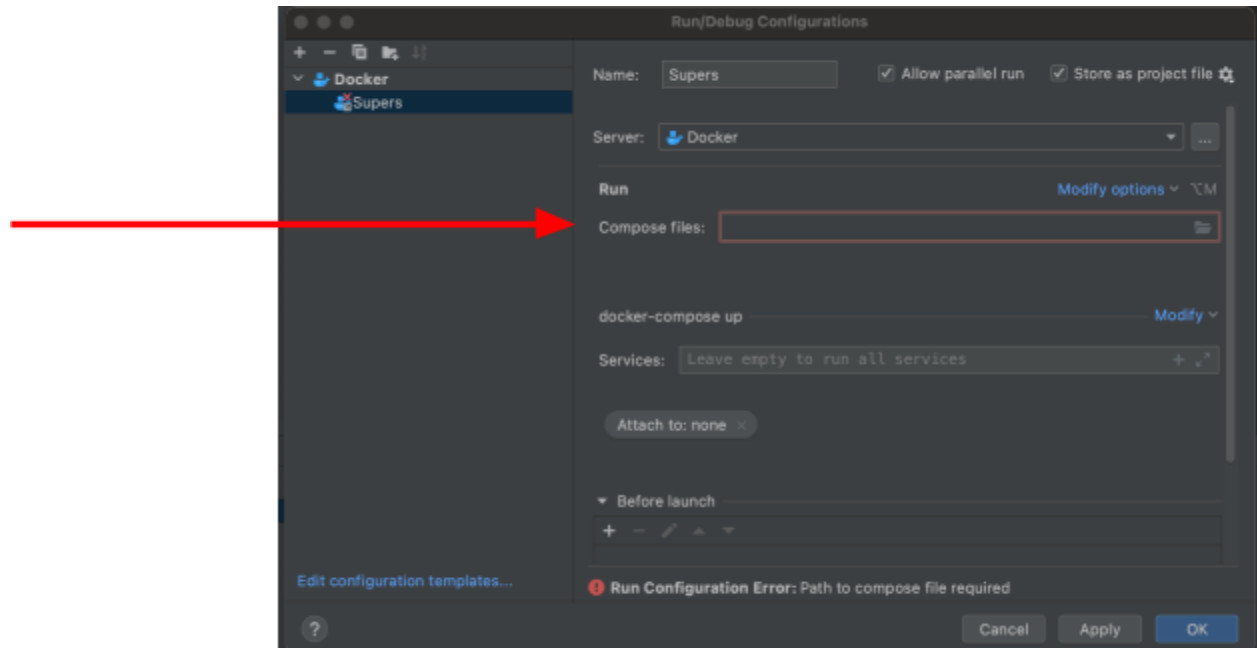 Run/Debug Configurations
Docker
Supers
Name: Supers Allow parallel run Store as project file
Server: Docker ...
Run Modify options ⌥M
Compose files:
docker-compose up Modify
Services: Leave empty to run all services
Attach to: none
Before launch
Edit configuration templates...
Run Configuration Error: Path to compose file required
? Cancel Apply OK